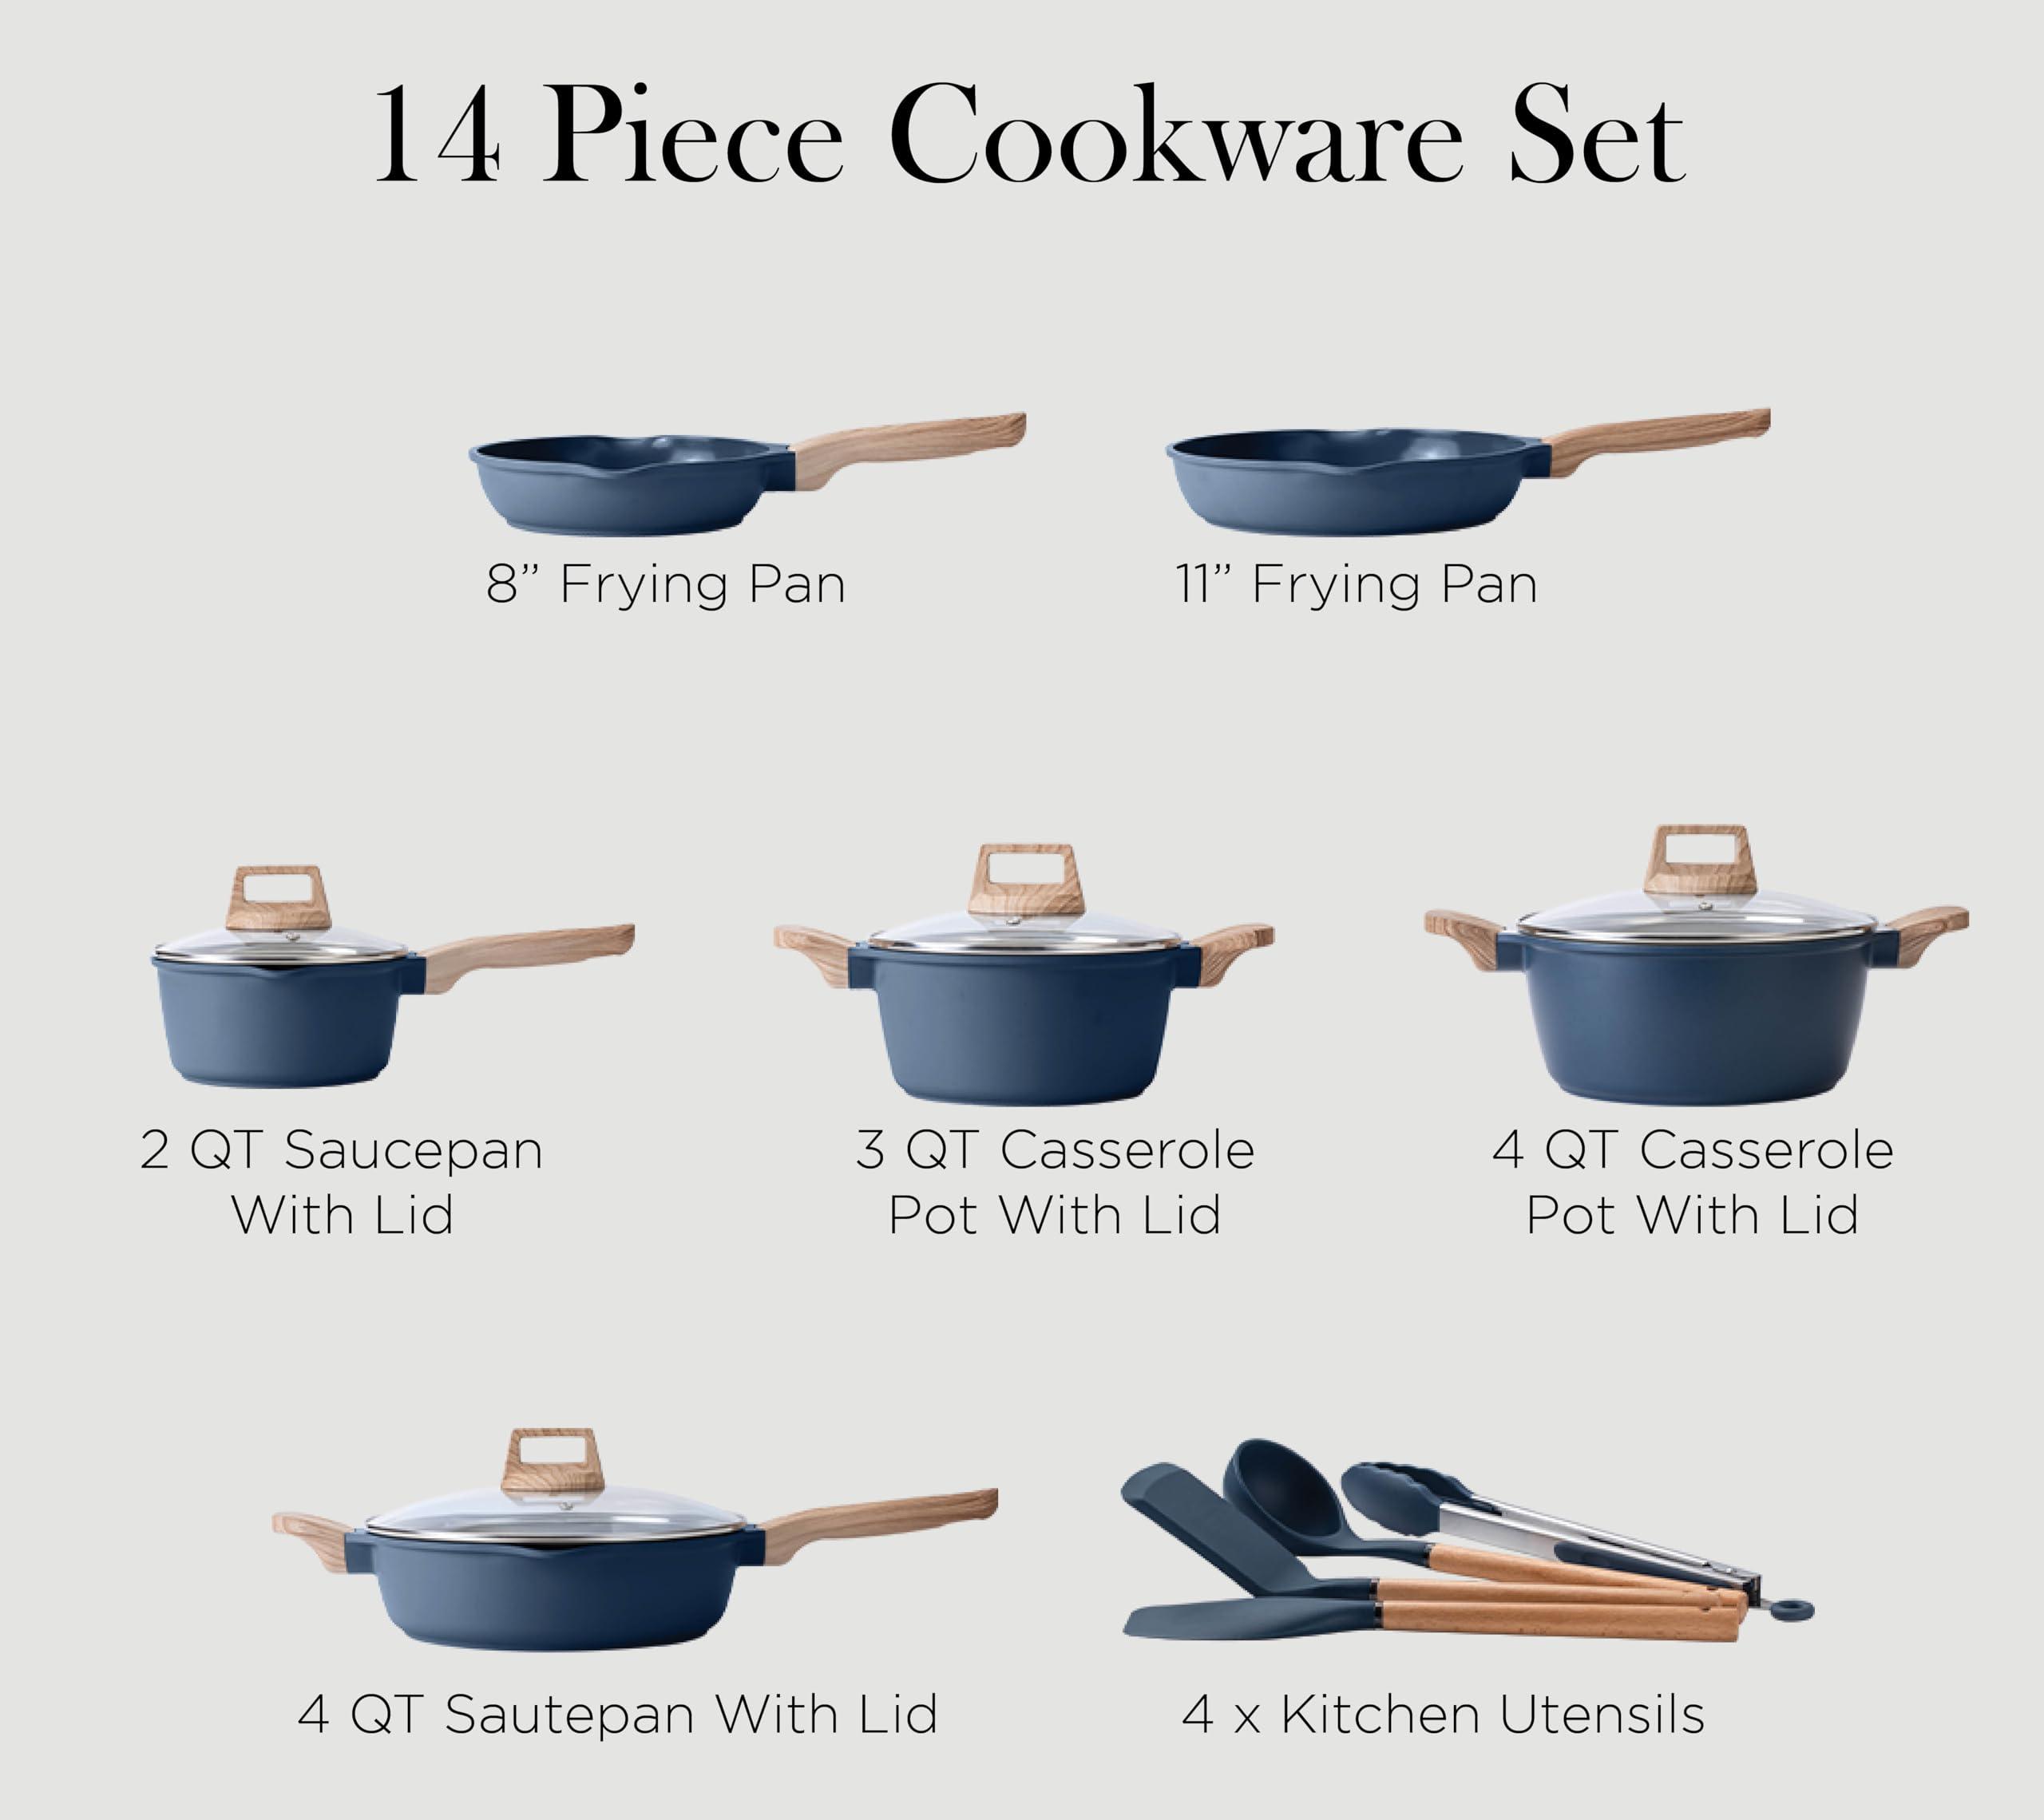 14 Piece Cookware Set
8” Frying Pan
11” Frying Pan
2 QT Saucepan
With Lid
3 QT Casserole
Pot With Lid
4 QT Casserole
Pot With Lid
4 QT Sautepan With Lid
4 x Kitchen Utensils